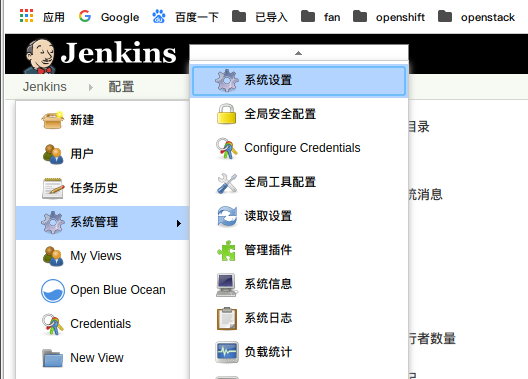 应用 Google 百度一下 已导入 fan openshift openstack
Jenkins
Jenkins 配置
新建
用户
任务历史
系统管理
My Views
Open Blue Ocean
Credentials
New View
系统设置
全局安全配置
Configure Credentials
全局工具配置
读取设置
管理插件
系统信息
系统日志
负载统计
目录
统消息
行者数量